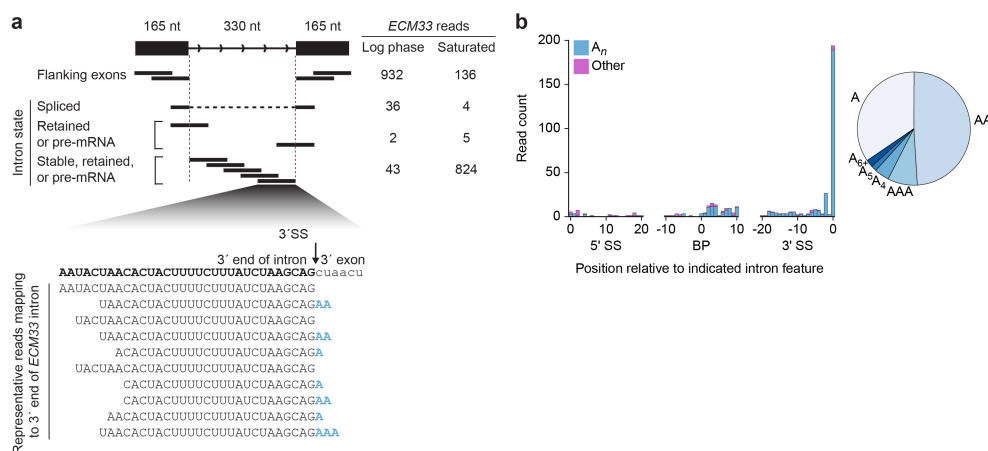 a
165 nt 330 nt 165 nt
ECM33 reads
Log phase Saturated
Flanking exons 932 136
Intron state
Spliced 36 4
Retained
or pre-mRNA 2 5
Stable, retained,
or pre-mRNA 43 824
3´SS
3´ end of intron 3´ exon
AAUACUAACACUACUUUUCUUUAUCUAAGCAGcuaacu
Representative reads mapping
to 3´ end of ECM33 intron
AAUACUAACACUACUUUUCUUUAUCUAAGCAG
UAACACUACUUUUCUUUAUCUAAGCAGAA
UACUAACACUACUUUUCUUUAUCUAAGCAG
UAACACUACUUUUCUUUAUCUAAGCAGAA
ACACUACUUUUCUUUAUCUAAGCAGA
UACUAACACUACUUUUCUUUAUCUAAGCAG
CACUACUUUUCUUUAUCUAAGCAGA
CACUACUUUUCUUUAUCUAAGCAGAA
AACACUACUUUUCUUUAUCUAAGCAGA
UAACACUACUUUUCUUUAUCUAAGCAGAAA
b
Read count
200
150
100
50
0
An
Other
0 10 20 -10 0 10 -20 -10 0
5' SS BP 3' SS
Position relative to indicated intron feature
A
AA
A6+
A5
A4
AAA